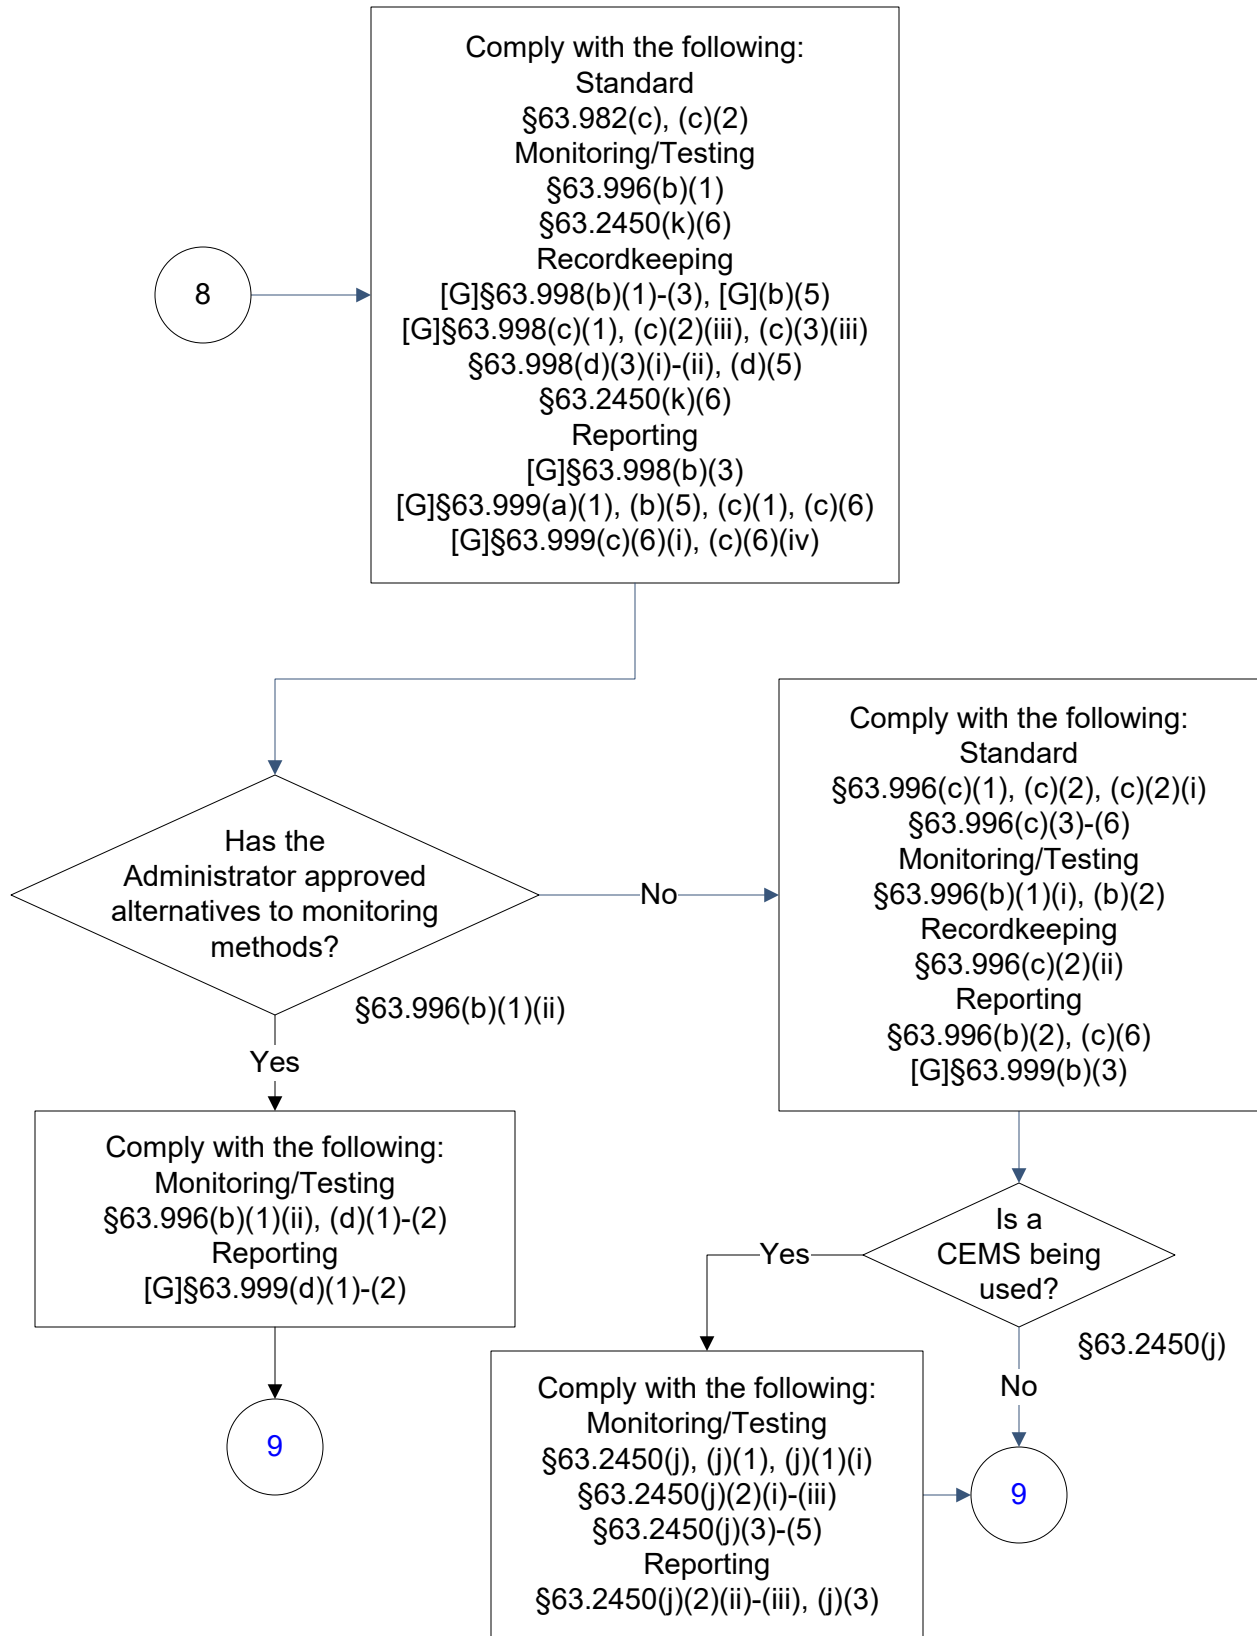 Comply with the following:
Standard
§63.982(c), (c)(2)
Monitoring/Testing
§63.996(b)(1)
§63.2450(k)(6)
Recordkeeping
[G]§63.998(b)(1)-(3), [G](b)(5)
[G]§63.998(c)(1), (c)(2)(iii), (c)(3)(iii)
§63.998(d)(3)(i)-(ii), (d)(5)
§63.2450(k)(6)
Reporting
[G]§63.998(b)(3)
[G]§63.999(a)(1), (b)(5), (c)(1), (c)(6)
[G]§63.999(c)(6)(i), (c)(6)(iv)
8
Has the
Administrator approved
alternatives to monitoring
methods?
§63.996(b)(1)(ii)
No
Comply with the following:
Standard
§63.996(c)(1), (c)(2), (c)(2)(i)
§63.996(c)(3)-(6)
Monitoring/Testing
§63.996(b)(1)(i), (b)(2)
Recordkeeping
§63.996(c)(2)(ii)
Reporting
§63.996(b)(2), (c)(6)
[G]§63.999(b)(3)
Yes
Comply with the following:
Monitoring/Testing
§63.996(b)(1)(ii), (d)(1)-(2)
Reporting
[G]§63.999(d)(1)-(2)
9
Is a
CEMS being
used?
§63.2450(j)
Yes
No
Comply with the following:
Monitoring/Testing
§63.2450(j), (j)(1), (j)(1)(i)
§63.2450(j)(2)(i)-(iii)
§63.2450(j)(3)-(5)
Reporting
§63.2450(j)(2)(ii)-(iii), (j)(3)
9